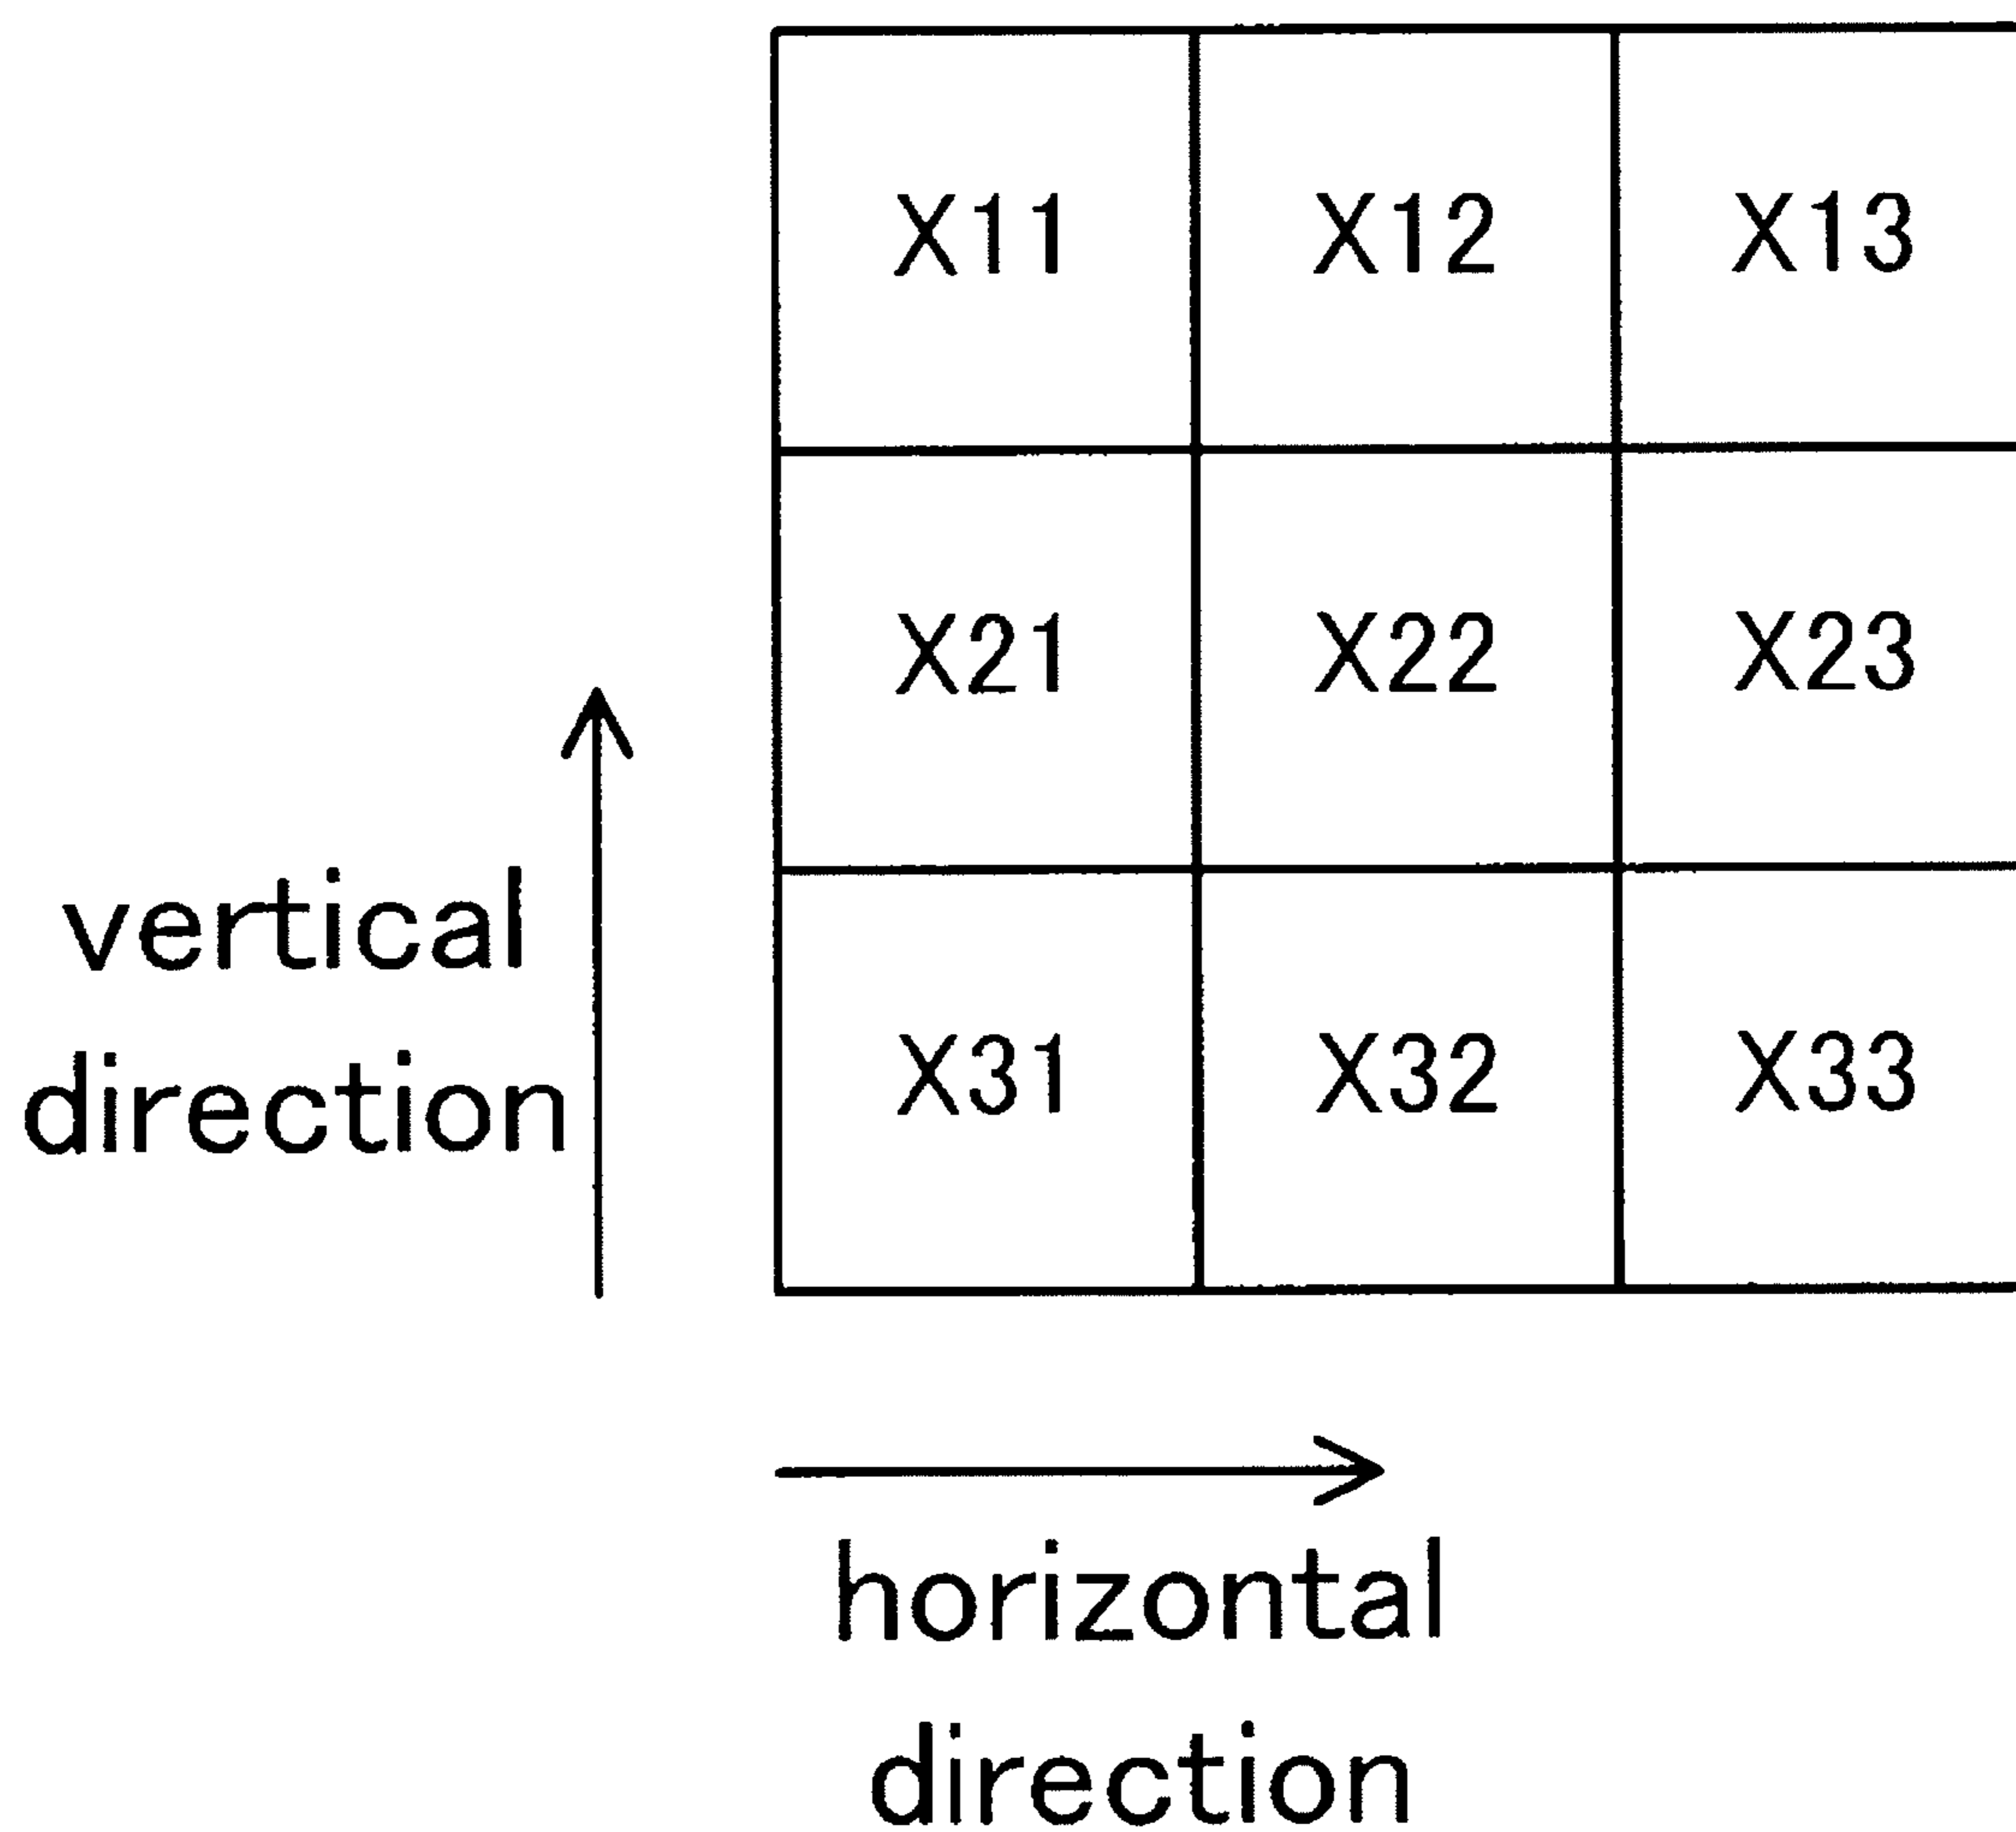 X11 X12 X13
X21 X22 X23
X31 X32 X33
vertical
direction
horizontal
direction